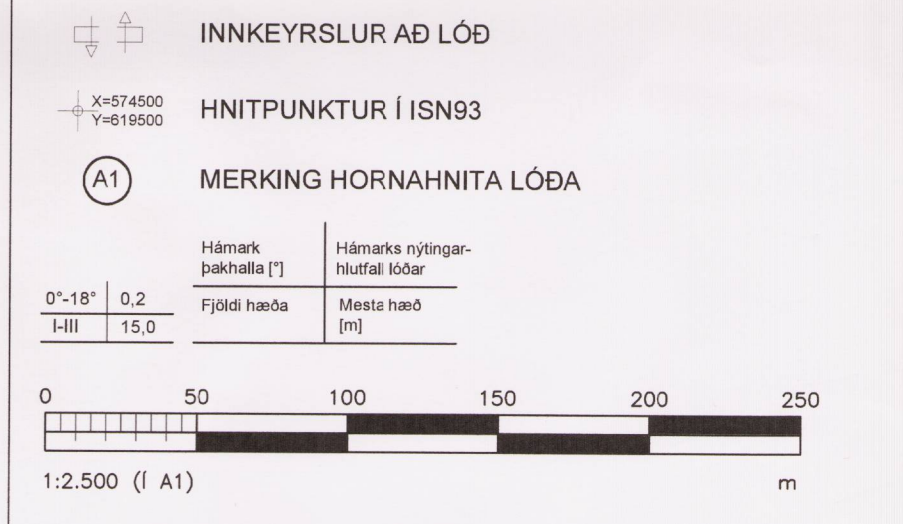 INNKEYRSLUR AÐ LÓÐ
X=574500
Y=619500
HNITPUNKTUR Í ISN93
A1
MERKING HORNAHNITA LÓÐA
Hámark
þakhalla [°]
Hámarks nýtingar-
hlutfall lóðar
0°-18°
0,2
Fjöldi hæða
Mesta hæð
[m]
I-III
15,0
0 50 100 150 200 250
1:2.500 (Í A1)
m